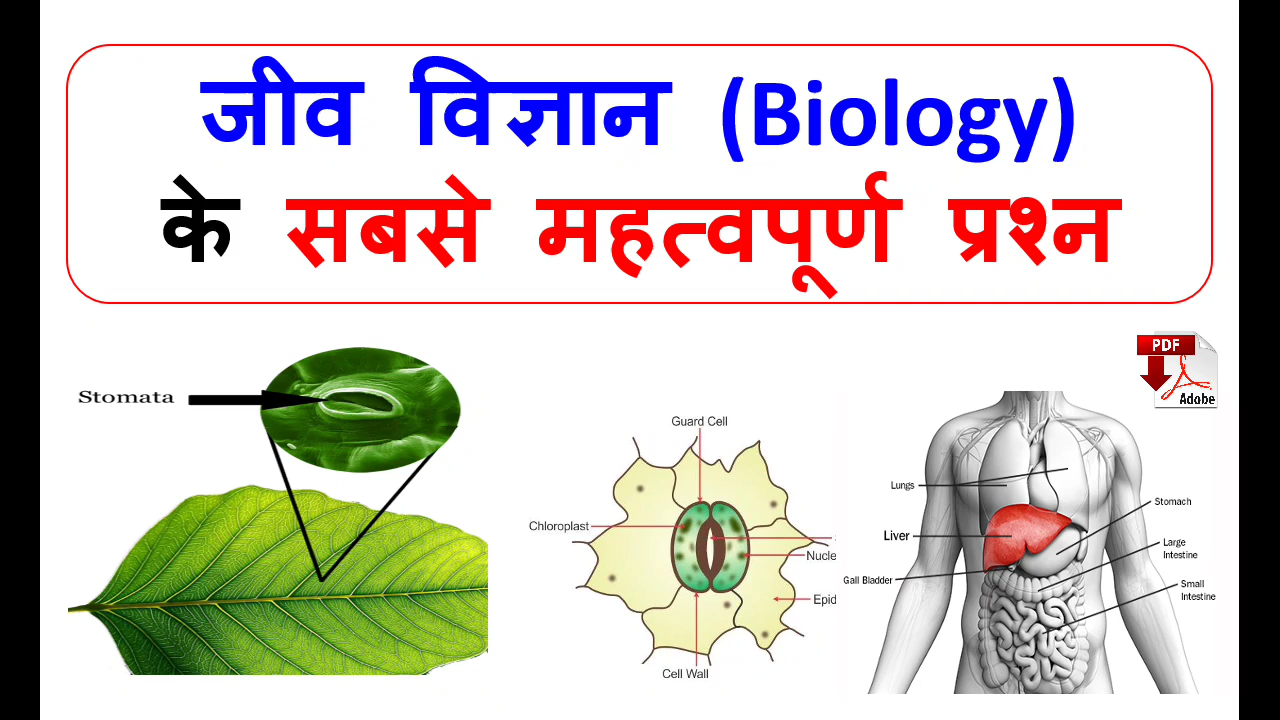 जीव विज्ञान (Biology)
के सबसे महत्वपूर्ण प्रश्न
PDF
Adobe
Stomata
Guard Cell
Chloroplast
Nucle
Epid
Cell Wall
Lungs
Liver
Gall Bladder
Stomach
Large
Intestine
Small
Intestine